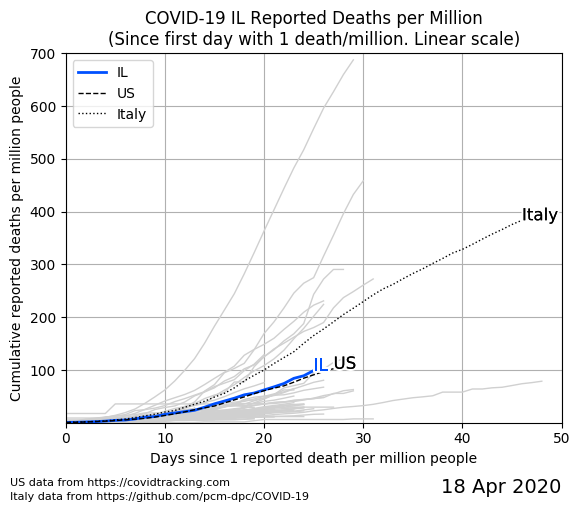 COVID-19 IL Reported Deaths per Million
(Since first day with 1 death/million. Linear scale)
700
600
500
400
300
200
100
IL
US
Italy
Italy
IL
US
Cumulative reported deaths per million people
0
10
20
30
40
50
Days since 1 reported death per million people
US data from https://covidtracking.com
Italy data from https://github.com/pcm-dpc/COVID-19
18 Apr 2020